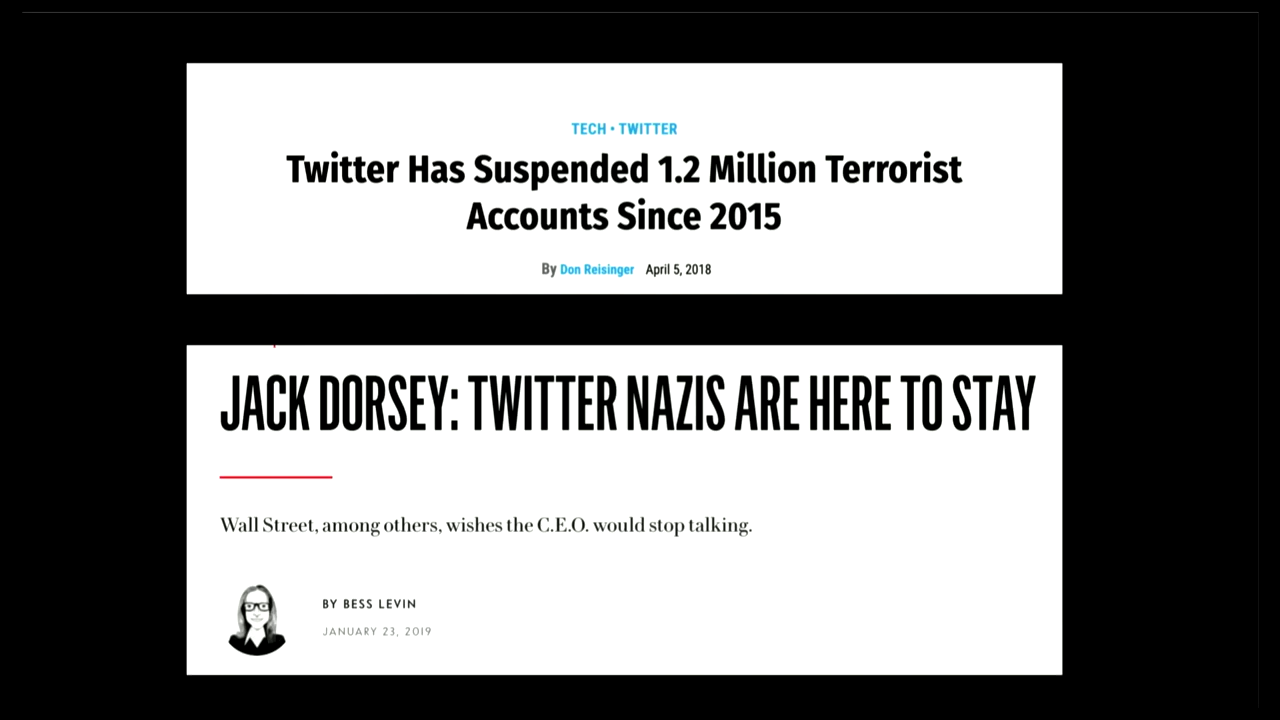 TECH • TWITTER
Twitter Has Suspended 1.2 Million Terrorist
Accounts Since 2015
By Don Reisinger April 5, 2018
JACK DORSEY: TWITTER NAZIS ARE HERE TO STAY
Wall Street, among others, wishes the C.E.O. would stop talking.
BY BESS LEVIN
JANUARY 23, 2019